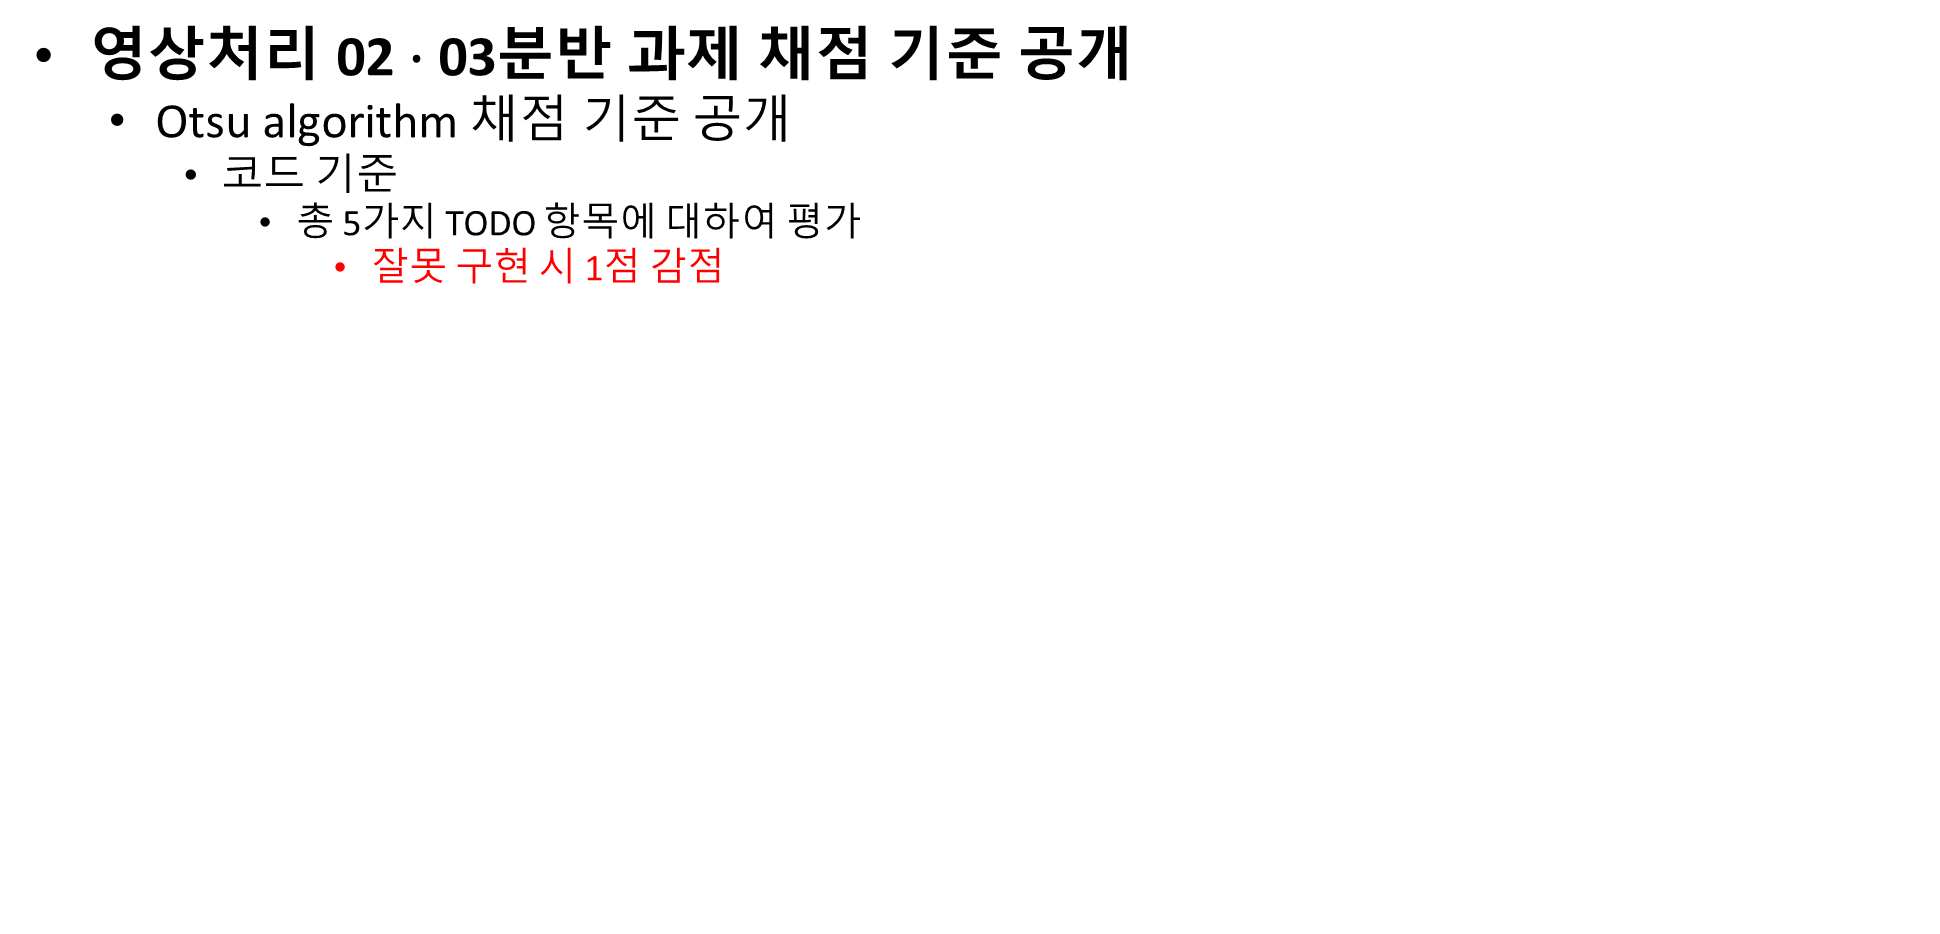 • 영상처리 02 · 03분반 과제 채점 기준 공개
• Otsu algorithm 채점 기준 공개
• 코드 기준
• 총 5가지 TODO 항목에 대하여 평가
• 잘못 구현 시 1점 감점